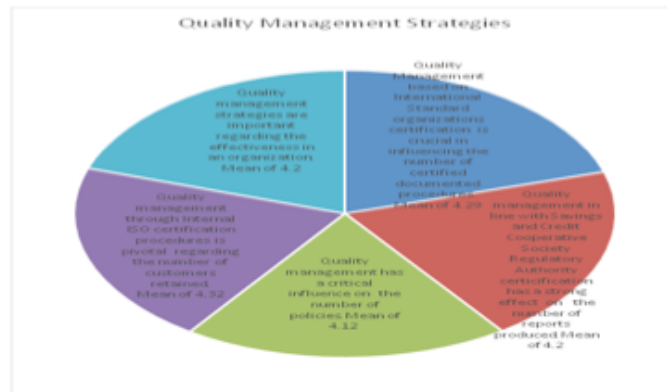 Quality Management Strategies
Quality
Management
based on
International
Standard
organizations
certification is
crucial in
influencing the
number of
certified
documented
procedures
Mean of 4.29
Quality
management in
line with Savings
and Credit
Cooperative
Society
Regulatory
Authority
certicification
has a strong
effect on the
number of
reports
produced.Mean
of 4.2
Quality
management has a
critical
influence on the
number of
policies.Mean of
4.12
Quality
management
through Internal
ISO certification
procedures is
pivotal regarding
the number of
customers
retained.
Mean of 4.32
Quality
management
strategies are
important
regarding the
effectiveness in
an organization.
Mean of 4.2